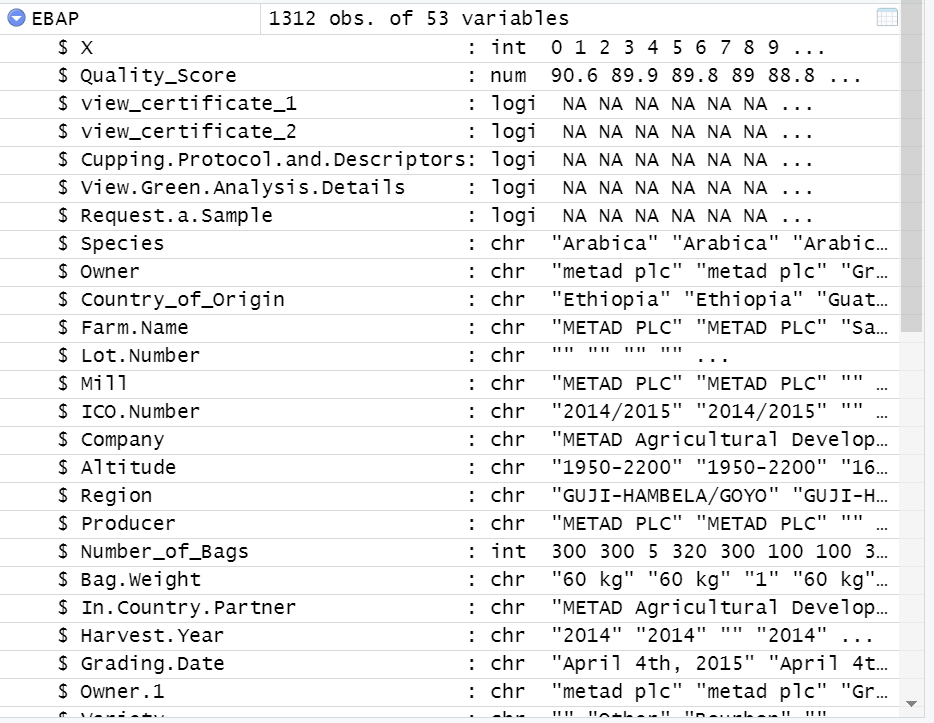 EBAP 1312 obs. of 53 variables
$ X : int 0 1 2 3 4 5 6 7 8 9 ...
$ Quality_Score : num 90.6 89.9 89.8 89 88.8 ...
$ view_certificate_1 : logi NA NA NA NA NA NA ...
$ view_certificate_2 : logi NA NA NA NA NA NA ...
$ Cupping.Protocol.and.Descriptors: logi NA NA NA NA NA NA ...
$ View.Green.Analysis.Details : logi NA NA NA NA NA NA ...
$ Request.a.Sample : logi NA NA NA NA NA NA ...
$ Species : chr "Arabica" "Arabica" "Arabic…
$ Owner : chr "metad plc" "metad plc" "Gr…
$ Country_of_Origin : chr "Ethiopia" "Ethiopia" "Guat…
$ Farm.Name : chr "METAD PLC" "METAD PLC" "Sa…
$ Lot.Number : chr "" "" "" "" ...
$ Mill : chr "METAD PLC" "METAD PLC" "" …
$ ICO.Number : chr "2014/2015" "2014/2015" "" …
$ Company : chr "METAD Agricultural Develop…
$ Altitude : chr "1950-2200" "1950-2200" "16…
$ Region : chr "GUJI-HAMBELA/GOYO" "GUJI-H…
$ Producer : chr "METAD PLC" "METAD PLC" "" …
$ Number_of_Bags : int 300 300 5 320 300 100 100 3…
$ Bag.Weight : chr "60 kg" "60 kg" "1" "60 kg"…
$ In.Country.Partner : chr "METAD Agricultural Develop…
$ Harvest.Year : chr "2014" "2014" "" "2014" ...
$ Grading.Date : chr "April 4th, 2015" "April 4t…
$ Owner.1 : chr "metad plc" "metad plc" "Gr…
$ Variety : chr "" "Other" "Bourbon" ""